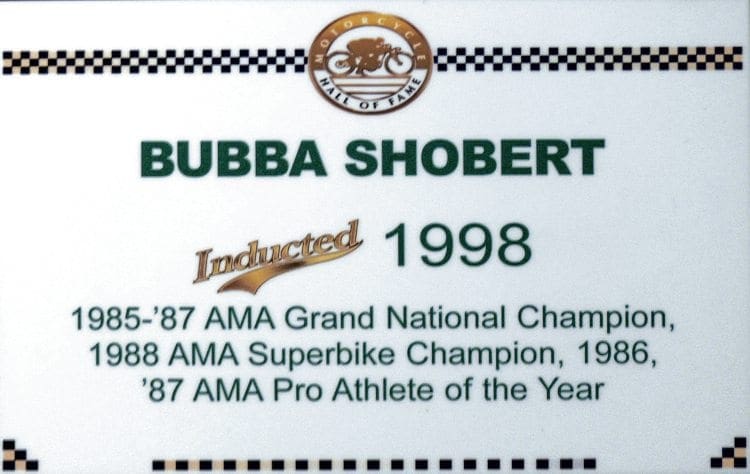 MOTORCYCLE
HALL OF FAME
BUBBA SHOBERT
Inducted 1998
1985-'87 AMA Grand National Champion,
1988 AMA Superbike Champion, 1986,
'87 AMA Pro Athlete of the Year